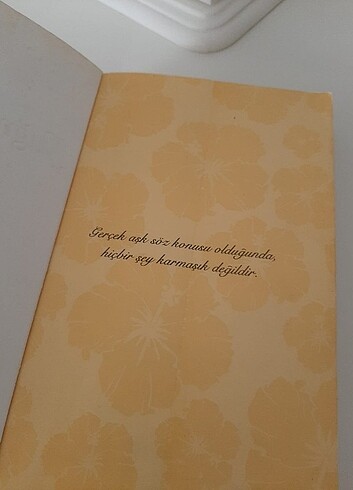 Gerçek aşk söz konusu olduğunda,
hiçbir şey karmaşık değildir.